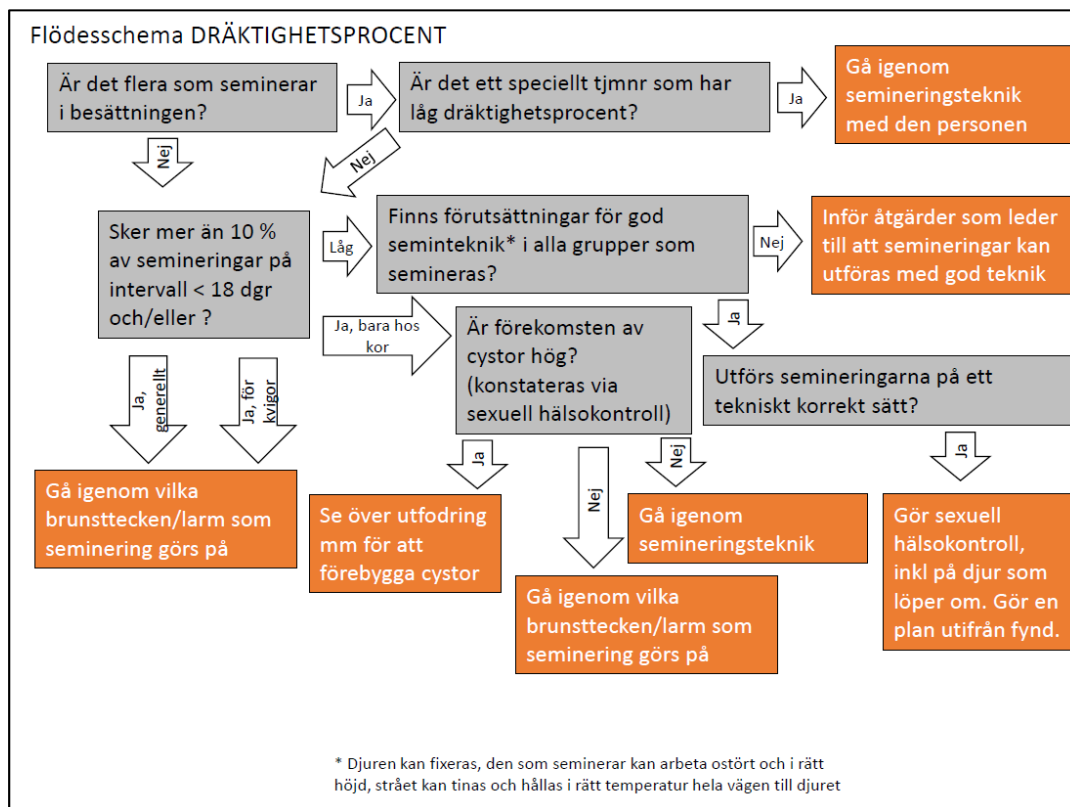 Flödesschema DRÄKTIGHETSPROCENT
Är det flera som seminerar
i besättningen?
Ja
Är det ett speciellt tjmnr som har
låg dräktighetsprocent?
Ja
Gå igenom
semineringsteknik
med den personen
Nej
Nej
Sker mer än 10 %
av semineringar på
intervall < 18 dgr
och/eller ?
Låg
Finns förutsättningar för god
seminteknik* i alla grupper som
semineras?
Nej
Inför åtgärder som leder
till att semineringar kan
utföras med god teknik
Ja, bara hos
kor
Är förekomsten av
cystor hög?
(konstateras via
sexuell hälsokontroll)
Ja
Utförs semineringarna på ett
tekniskt korrekt sätt?
Ja,
generellt
Ja, för
kvigor
Ja
Nej
Nej
Ja
Gå igenom vilka
brunsttecken/larm som
seminering görs på
Se över utfodring
mm för att
förebygga cystor
Gå igenom
semineringsteknik
Gör sexuell
hälsokontroll,
inkl på djur som
löper om. Gör en
plan utifrån fynd.
Gå igenom vilka
brunsttecken/larm som
seminering görs på
* Djuren kan fixeras, den som seminerar kan arbeta ostört och i rätt
höjd, strået kan tinas och hållas i rätt temperatur hela vägen till djuret